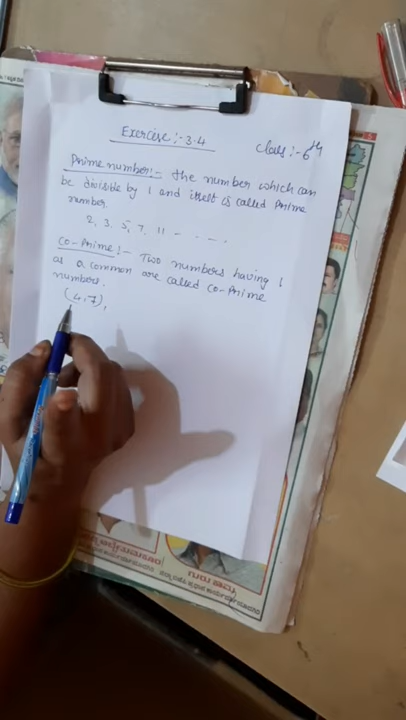 Exercise:-3.4
Class:-6th
Prime number:- the number which can
be divisible by 1 and itself is called Prime
number
2, 3, 5, 7, 11 - - - - ,
Co-Prime:- Two numbers having 1
as a common are called Co-Prime
numbers.
(4,7),